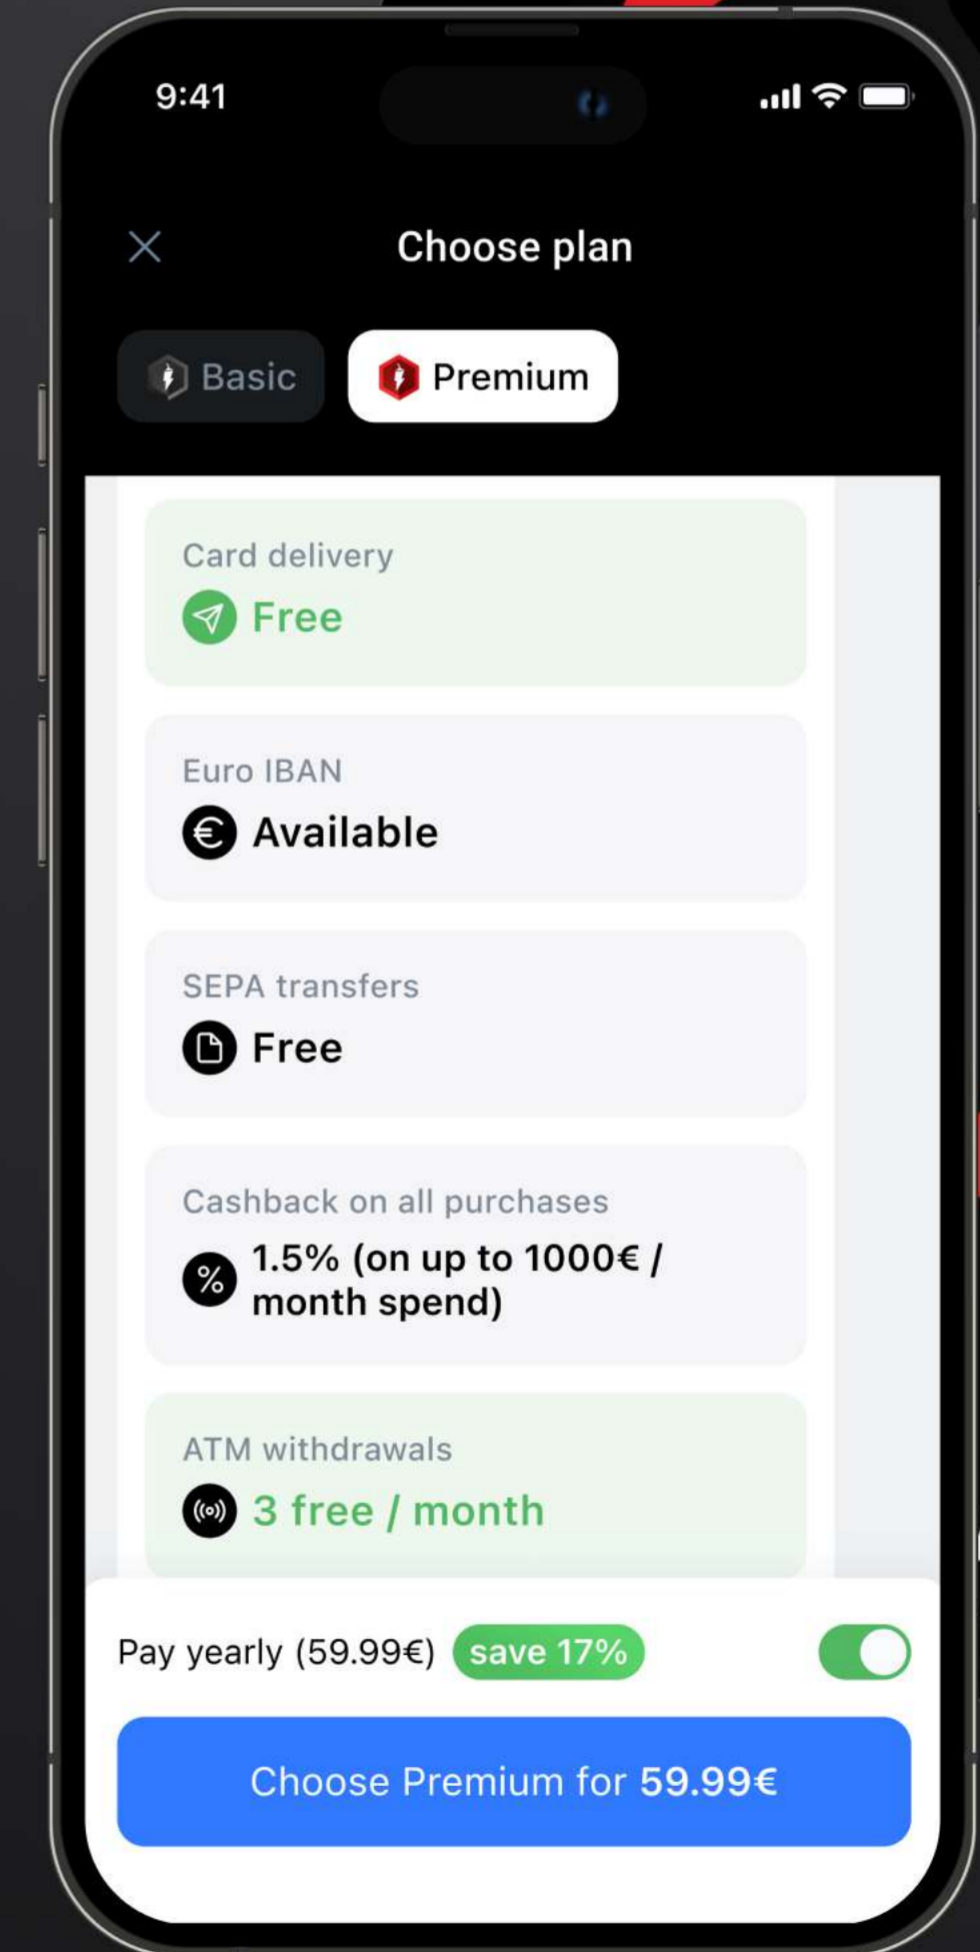 9:41
Choose plan
Basic
Premium
Card delivery
Free
Euro IBAN
Available
SEPA transfers
Free
Cashback on all purchases
1.5% (on up to 1000€ /
month spend)
ATM withdrawals
3 free / month
Pay yearly (59.99€)
save 17%
Choose Premium for 59.99€